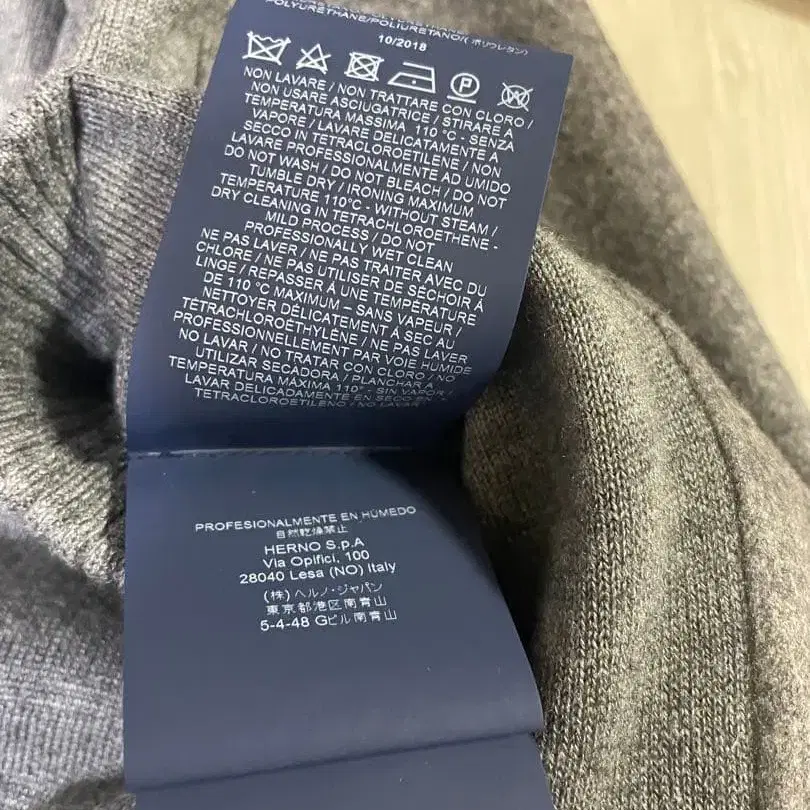 POLYURETHANE/POLIURETANO/( ポリウレタン)
10/2018
NON LAVARE / NON TRATTARE CON CLORO /
NON USARE ASCIUGATRICE / STIRARE A
TEMPERATURA MASSIMA 110 °C - SENZA
VAPORE / LAVARE DELICATAMENTE A
SECCO IN TETRACLOROETILENE / NON
LAVARE PROFESSIONALMENTE AD UMIDO
DO NOT WASH / DO NOT BLEACH / DO NOT
TUMBLE DRY / IRONING MAXIMUM
TEMPERATURE 110°C - WITHOUT STEAM /
DRY CLEANING IN TETRACHLOROETHENE -
MILD PROCESS / DO NOT
PROFESSIONALLY WET CLEAN
NE PAS LAVER / NE PAS TRAITER AVEC DU
CHLORE / NE PAS UTILISER DE SÉCHOIR À
LINGE / REPASSER À UNE TEMPÉRATURE
DE 110 °C MAXIMUM – SANS VAPEUR /
NETTOYER DÉLICATEMENT À SEC AU
TÉTRACHLOROÉTHYLÈNE / NE PAS LAVER
PROFESSIONNELLEMENT PAR VOIE HUMIDE
NO LAVAR / NO TRATAR CON CLORO / NO
UTILIZAR SECADORA / PLANCHAR A
TEMPERATURA MÁXIMA 110°- SIN VAPOR /
LAVAR DELICADAMENTE EN SECO EN
TETRACLOROETILENO / NO LAVAR
PROFESIONALMENTE EN HÚMEDO
自然乾燥禁止
HERNO S.p.A
Via Opifici, 100
28040 Lesa (NO) Italy
(株) ヘルノ・ジャパン
東京都港区南青山
5-4-48 Gビル南青山